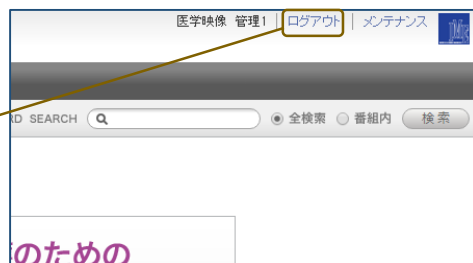 医学映像 管理1 | ログアウト | メンテナンス
RD SEARCH 全検索 番組内 検索
のための